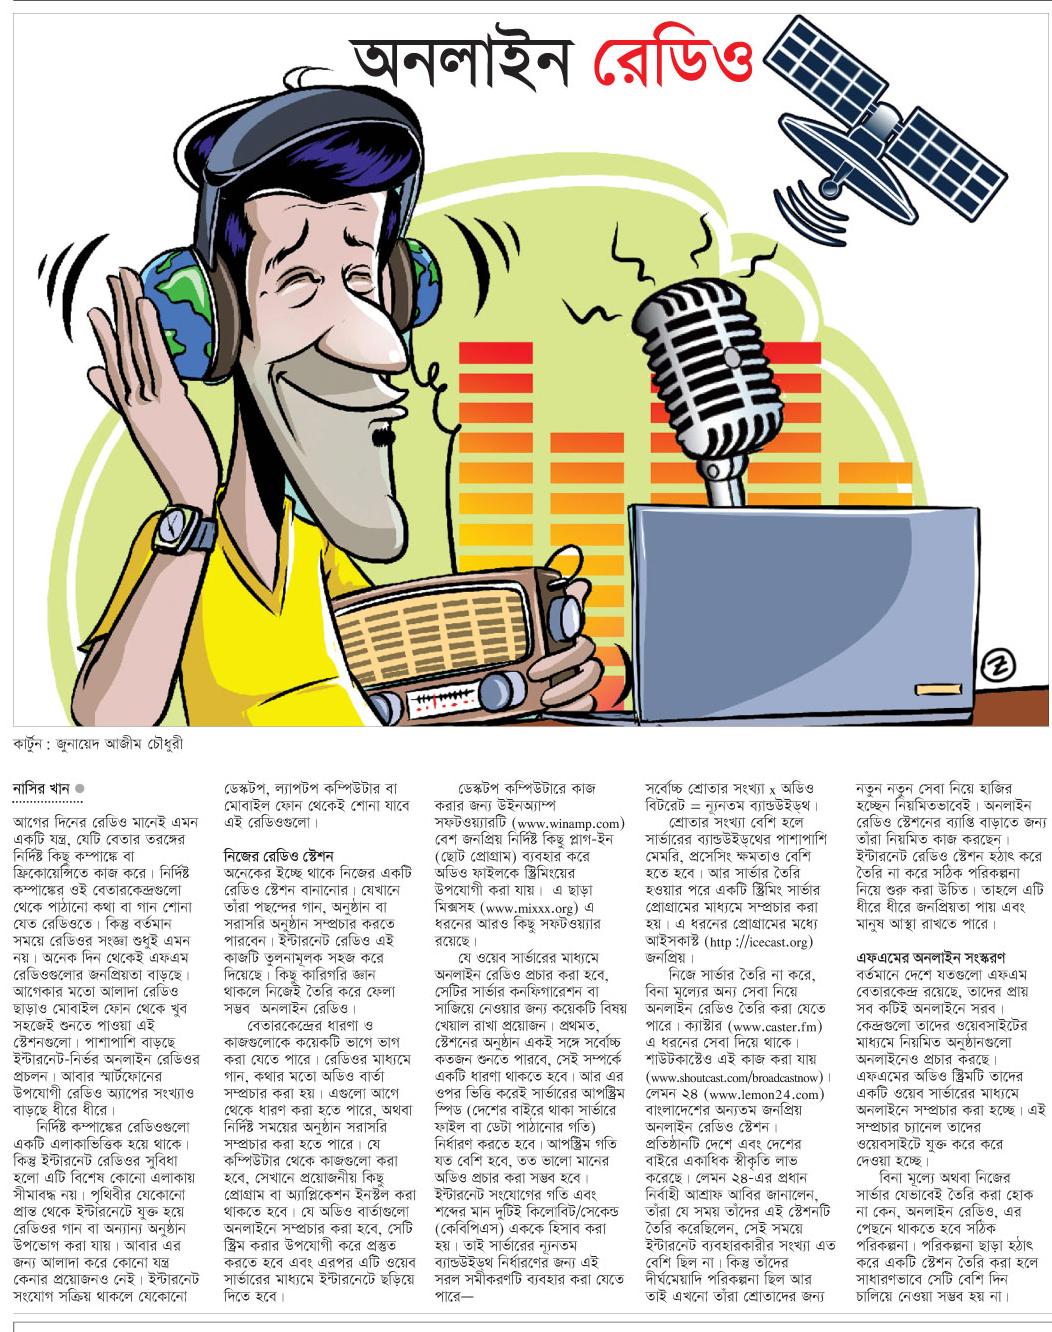 অনলাইন রেডিও
কার্টুন : জুনায়েদ আজীম চৌধুরী
নাসির খান ●
আগের দিনের রেডিও মানেই এমন
একটি যন্ত্র, যেটি বেতার তরঙ্গের
নির্দিষ্ট কিছু কম্পাঙ্কে বা
ফ্রিকোয়েন্সিতে কাজ করে। নির্দিষ্ট
কম্পাঙ্কের ওই বেতারকেন্দ্রগুলো
থেকে পাঠানো কথা বা গান শোনা
যেত রেডিওতে। কিন্তু বর্তমান
সময়ে রেডিওর সংজ্ঞা শুধুই এমন
নয়। অনেক দিন থেকেই এফএম
রেডিওগুলোর জনপ্রিয়তা বাড়ছে।
আগেকার মতো আলাদা রেডিও
ছাড়াও মোবাইল ফোন থেকে খুব
সহজেই শুনতে পাওয়া এই
স্টেশনগুলো। পাশাপাশি বাড়ছে
ইন্টারনেট-নির্ভর অনলাইন রেডিওর
প্রচলন। আবার স্মার্টফোনের
উপযোগী রেডিও অ্যাপের সংখ্যাও
বাড়ছে ধীরে ধীরে।
নির্দিষ্ট কম্পাঙ্কের রেডিওগুলো
একটি এলাকাভিত্তিক হয়ে থাকে।
কিন্তু ইন্টারনেট রেডিওর সুবিধা
হলো এটি বিশেষ কোনো এলাকায়
সীমাবদ্ধ নয়। পৃথিবীর যেকোনো
প্রান্ত থেকে ইন্টারনেটে যুক্ত হয়ে
রেডিওর গান বা অন্যান্য অনুষ্ঠান
উপভোগ করা যায়। আবার এর
জন্য আলাদা করে কোনো যন্ত্র
কেনার প্রয়োজনও নেই। ইন্টারনেট
সংযোগ সক্রিয় থাকলে যেকোনো
ডেস্কটপ, ল্যাপটপ কম্পিউটার বা
মোবাইল ফোন থেকেই শোনা যাবে
এই রেডিওগুলো।
নিজের রেডিও স্টেশন
অনেকের ইচ্ছে থাকে নিজের একটি
রেডিও স্টেশন বানানোর। যেখানে
তাঁরা পছন্দের গান, অনুষ্ঠান বা
সরাসরি অনুষ্ঠান সম্প্রচার করতে
পারবেন। ইন্টারনেট রেডিও এই
কাজটি তুলনামূলক সহজ করে
দিয়েছে। কিছু কারিগরি জ্ঞান
থাকলে নিজেই তৈরি করে ফেলা
সম্ভব অনলাইন রেডিও।
বেতারকেন্দ্রের ধারণা ও
কাজগুলোকে কয়েকটি ভাগে ভাগ
করা যেতে পারে। রেডিওর মাধ্যমে
গান, কথার মতো অডিও বার্তা
সম্প্রচার করা হয়। এগুলো আগে
থেকে ধারণ করা হতে পারে, অথবা
নির্দিষ্ট সময়ের অনুষ্ঠান সরাসরি
সম্প্রচার করা হতে পারে। যে
কম্পিউটার থেকে কাজগুলো করা
হবে, সেখানে প্রয়োজনীয় কিছু
প্রোগ্রাম বা অ্যাপ্লিকেশন ইনস্টল করা
থাকতে হবে। যে অডিও বার্তাগুলো
অনলাইনে সম্প্রচার করা হবে, সেটি
স্ট্রিম করার উপযোগী করে প্রস্তুত
করতে হবে এবং এরপর এটি ওয়েব
সার্ভারের মাধ্যমে ইন্টারনেটে ছড়িয়ে
দিতে হবে।
ডেস্কটপ কম্পিউটারে কাজ
করার জন্য উইনঅ্যাম্প
সফটওয়্যারটি (www.winamp.com)
বেশ জনপ্রিয় নির্দিষ্ট কিছু প্লাগ-ইন
(ছোট প্রোগ্রাম) ব্যবহার করে
অডিও ফাইলকে স্ট্রিমিংয়ের
উপযোগী করা যায়। এ ছাড়া
মিক্সসহ (www.mixxx.org) এ
ধরনের আরও কিছু সফটওয়্যার
রয়েছে।
যে ওয়েব সার্ভারের মাধ্যমে
অনলাইন রেডিও প্রচার করা হবে,
সেটির সার্ভার কনফিগারেশন বা
সাজিয়ে নেওয়ার জন্য কয়েকটি বিষয়
খেয়াল রাখা প্রয়োজন। প্রথমত,
স্টেশনের অনুষ্ঠান একই সঙ্গে সর্বোচ্চ
কতজন শুনতে পারবে, সেই সম্পর্কে
একটি ধারণা থাকতে হবে। আর এর
ওপর ভিত্তি করেই সার্ভারের আপস্ট্রিম
স্পিড (দেশের বাইরে থাকা সার্ভারে
ফাইল বা ডেটা পাঠানোর গতি)
নির্ধারণ করতে হবে। আপস্ট্রিম গতি
যত বেশি হবে, তত ভালো মানের
অডিও প্রচার করা সম্ভব হবে।
ইন্টারনেট সংযোগের গতি এবং
শব্দের মান দুটিই কিলোবিট/সেকেন্ড
(কেবিপিএস) এককে হিসাব করা
হয়। তাই সার্ভারের ন্যূনতম
ব্যান্ডউইড্থ নির্ধারণের জন্য এই
সরল সমীকরণটি ব্যবহার করা যেতে
পারে—
সর্বোচ্চ শ্রোতার সংখ্যা x অডিও
বিটরেট = ন্যূনতম ব্যান্ডউইড্থ।
শ্রোতার সংখ্যা বেশি হলে
সার্ভারের ব্যান্ডউইড্থের পাশাপাশি
মেমরি, প্রসেসিং ক্ষমতাও বেশি
হতে হবে। আর সার্ভার তৈরি
হওয়ার পরে একটি স্ট্রিমিং সার্ভার
প্রোগ্রামের মাধ্যমে সম্প্রচার করা
হয়। এ ধরনের প্রোগ্রামের মধ্যে
আইসকাস্ট (http://icecast.org)
জনপ্রিয়।
নিজে সার্ভার তৈরি না করে,
বিনা মূল্যের অন্য সেবা নিয়ে
অনলাইন রেডিও তৈরি করা যেতে
পারে। ক্যাস্টার (www.caster.fm)
এ ধরনের সেবা দিয়ে থাকে।
শাউটকাস্টেও এই কাজ করা যায়
(www.shoutcast.com/broadcastnow)।
লেমন ২৪ (www.lemon24.com)
বাংলাদেশের অন্যতম জনপ্রিয়
অনলাইন রেডিও স্টেশন।
প্রতিষ্ঠানটি দেশে এবং দেশের
বাইরে একাধিক স্বীকৃতি লাভ
করেছে। লেমন ২৪-এর প্রধান
নির্বাহী আশ্রাফ আবির জানালেন,
তাঁরা যে সময় তাঁদের এই স্টেশনটি
তৈরি করেছিলেন, সেই সময়ে
ইন্টারনেট ব্যবহারকারীর সংখ্যা এত
বেশি ছিল না। কিন্তু তাঁদের
দীর্ঘমেয়াদি পরিকল্পনা ছিল আর
তাই এখনো তাঁরা শ্রোতাদের জন্য
নতুন নতুন সেবা নিয়ে হাজির
হচ্ছেন নিয়মিতভাবেই। অনলাইন
রেডিও স্টেশনের ব্যাপ্তি বাড়াতে জন্য
তাঁরা নিয়মিত কাজ করছেন।
ইন্টারনেট রেডিও স্টেশন হঠাৎ করে
তৈরি না করে সঠিক পরিকল্পনা
নিয়ে শুরু করা উচিত। তাহলে এটি
ধীরে ধীরে জনপ্রিয়তা পায় এবং
মানুষ আস্থা রাখতে পারে।
এফএমের অনলাইন সংস্করণ
বর্তমানে দেশে যতগুলো এফএম
বেতারকেন্দ্র রয়েছে, তাদের প্রায়
সব কটিই অনলাইনে সরব।
কেন্দ্রগুলো তাদের ওয়েবসাইটের
মাধ্যমে নিয়মিত অনুষ্ঠানগুলো
অনলাইনেও প্রচার করছে।
এফএমের অডিও স্ট্রিমটি তাদের
একটি ওয়েব সার্ভারের মাধ্যমে
অনলাইনে সম্প্রচার করা হচ্ছে। এই
সম্প্রচার চ্যানেল তাদের
ওয়েবসাইটে যুক্ত করে করে
দেওয়া হচ্ছে।
বিনা মূল্যে অথবা নিজের
সার্ভার যেভাবেই তৈরি করা হোক
না কেন, অনলাইন রেডিও, এর
পেছনে থাকতে হবে সঠিক
পরিকল্পনা। পরিকল্পনা ছাড়া হঠাৎ
করে একটি স্টেশন তৈরি করা হলে
সাধারণভাবে সেটি বেশি দিন
চালিয়ে নেওয়া সম্ভব হয় না।